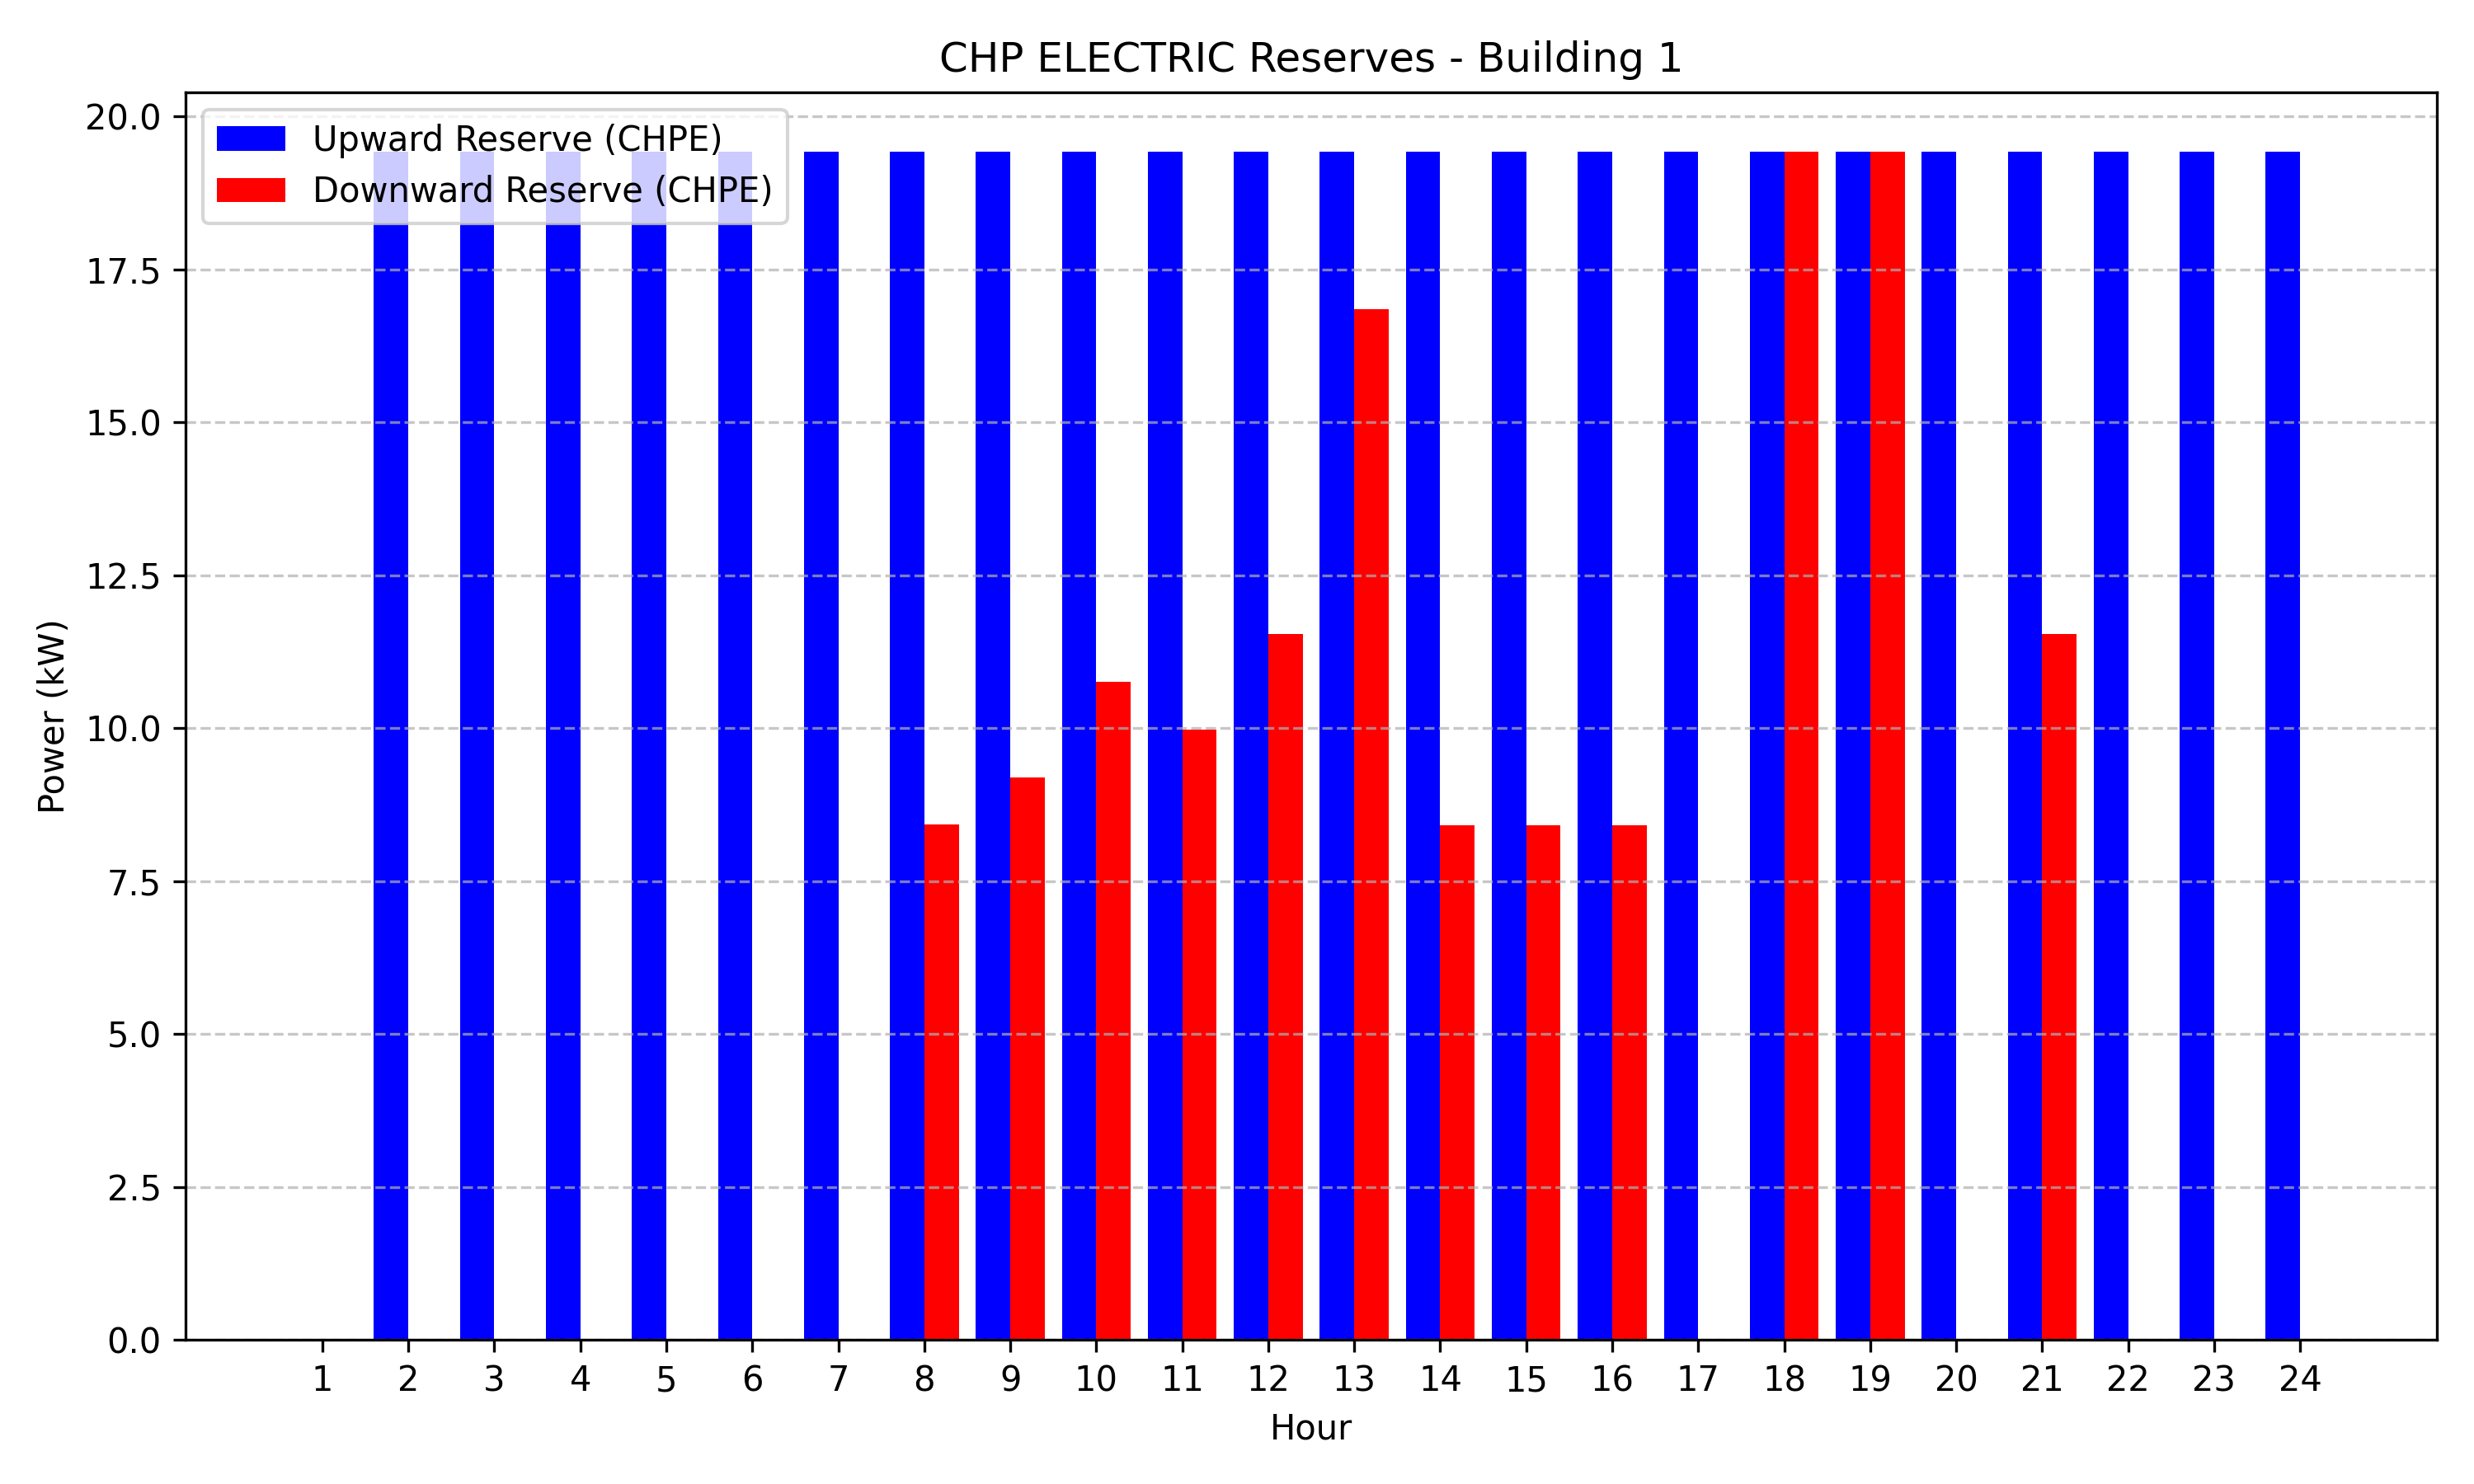 CHP ELECTRIC Reserves - Building 1
Upward Reserve (CHPE)
Downward Reserve (CHPE)
20.0
17.5
15.0
12.5
10.0
7.5
5.0
2.5
0.0
Power (kW)
1 2 3 4 5 6 7 8 9 10 11 12 13 14 15 16 17 18 19 20 21 22 23 24
Hour